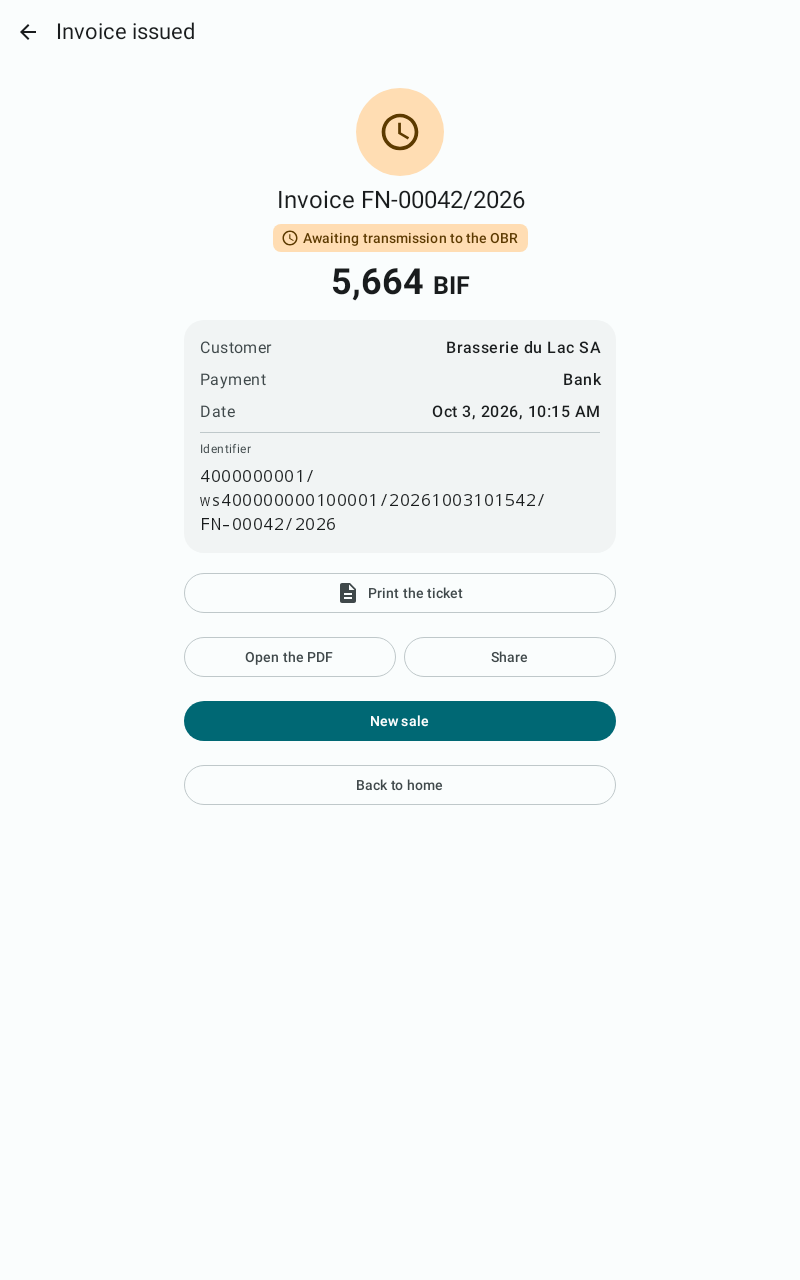 Invoice issued
Invoice FN-00042/2026
Awaiting transmission to the OBR
5,664 BIF
Customer Brasserie du Lac SA
Payment Bank
Date Oct 3, 2026, 10:15 AM
Identifier
4000000001/
ws400000000100001/20261003101542/
FN-00042/2026
Print the ticket
Open the PDF Share
New sale
Back to home